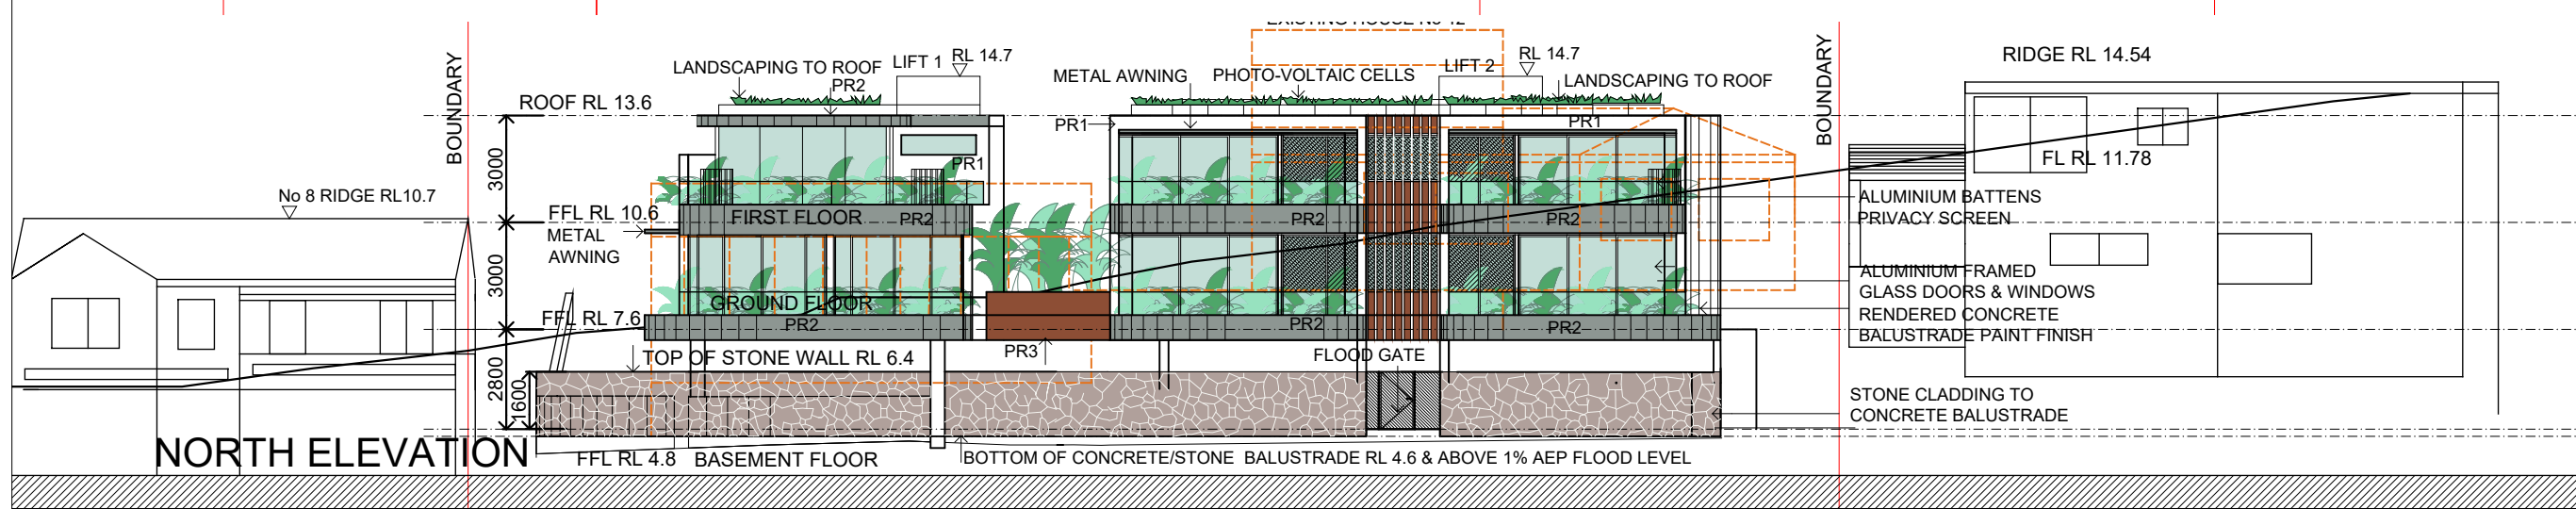 EXISTING HOUSE No 12
BOUNDARY
LANDSCAPING TO ROOF
PR2
LIFT 1
RL 14.7
METAL AWNING
PHOTO-VOLTAIC CELLS
LIFT 2
RL 14.7
LANDSCAPING TO ROOF
BOUNDARY
RIDGE RL 14.54
ROOF RL 13.6
PR1
PR1
PR1
3000
FL RL 11.78
No 8 RIDGE RL10.7
FFL RL 10.6
METAL
AWNING
FIRST FLOOR
PR2
PR2
PR2
ALUMINIUM BATTENS
PRIVACY SCREEN
3000
GROUND FLOOR
ALUMINIUM FRAMED
GLASS DOORS & WINDOWS
RENDERED CONCRETE
BALUSTRADE PAINT FINISH
FFL RL 7.6
PR2
PR2
PR2
PR3
TOP OF STONE WALL RL 6.4
FLOOD GATE
2800
1600
STONE CLADDING TO
CONCRETE BALUSTRADE
NORTH ELEVATION
FFL RL 4.8
BASEMENT FLOOR
BOTTOM OF CONCRETE/STONE BALUSTRADE RL 4.6 & ABOVE 1% AEP FLOOD LEVEL